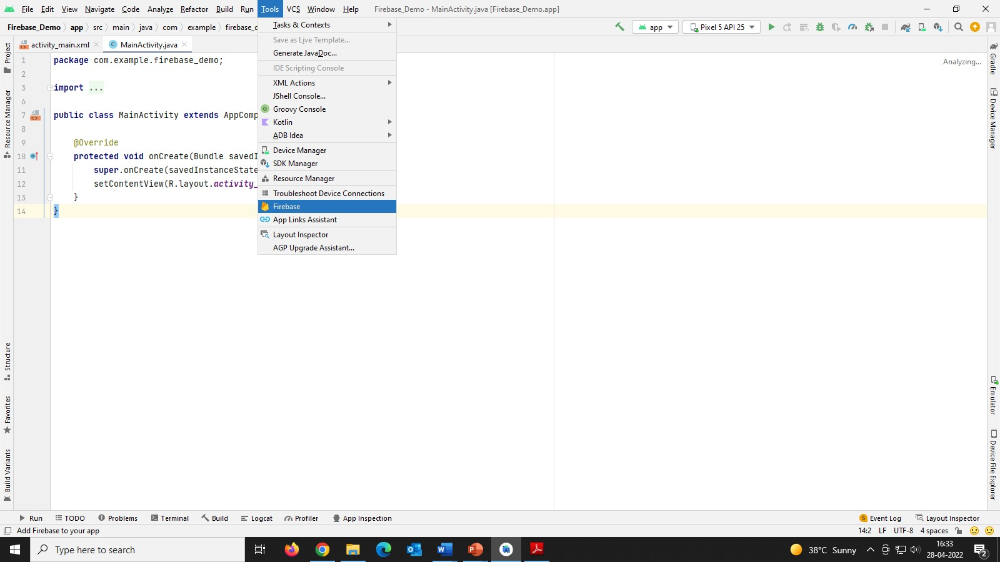 File Edit View Navigate Code Analyze Refactor Build Run Tools VCS Window Help Firebase_Demo - MainActivity.java [Firebase_Demo.app]
Firebase_Demo app src main java com example firebase_d app Pixel 5 API 25
activity_main.xml MainActivity.java
Analyzing...
1 package com.example.firebase_demo;
2
3 import ...
6
7 public class MainActivity extends AppComp
8
9 @Override
10 protected void onCreate(Bundle savedI
11 super.onCreate(savedInstanceState
12 setContentView(R.layout.activity_
13 }
14 }
Tasks & Contexts
Save as Live Template...
Generate JavaDoc...
IDE Scripting Console
XML Actions
JShell Console...
Groovy Console
Kotlin
ADB Idea
Device Manager
SDK Manager
Resource Manager
Troubleshoot Device Connections
Firebase
App Links Assistant
Layout Inspector
AGP Upgrade Assistant...
Project
Resource Manager
Structure
Favorites
Build Variants
Gradle
Device Manager
Emulator
Device File Explorer
Run TODO Problems Terminal Build Logcat Profiler App Inspection 5 Event Log Layout Inspector
Add Firebase to your app 14:2 LF UTF-8 4 spaces
Type here to search 38°C Sunny 16:33
28-04-2022 2